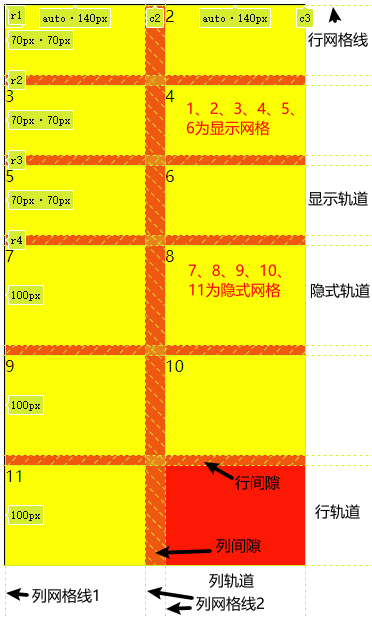 r1
auto·140px
c2
2
auto·140px
c3
70px·70px
行网格线
r2
3
4
70px·70px
1、2、3、4、5、
6为显示网格
r3
5
6
70px·70px
显示轨道
r4
7
8
7、8、9、10、
11为隐式网格
100px
隐式轨道
9
10
100px
11
行间隙
100px
行轨道
列间隙
列轨道
列网格线1
列网格线2